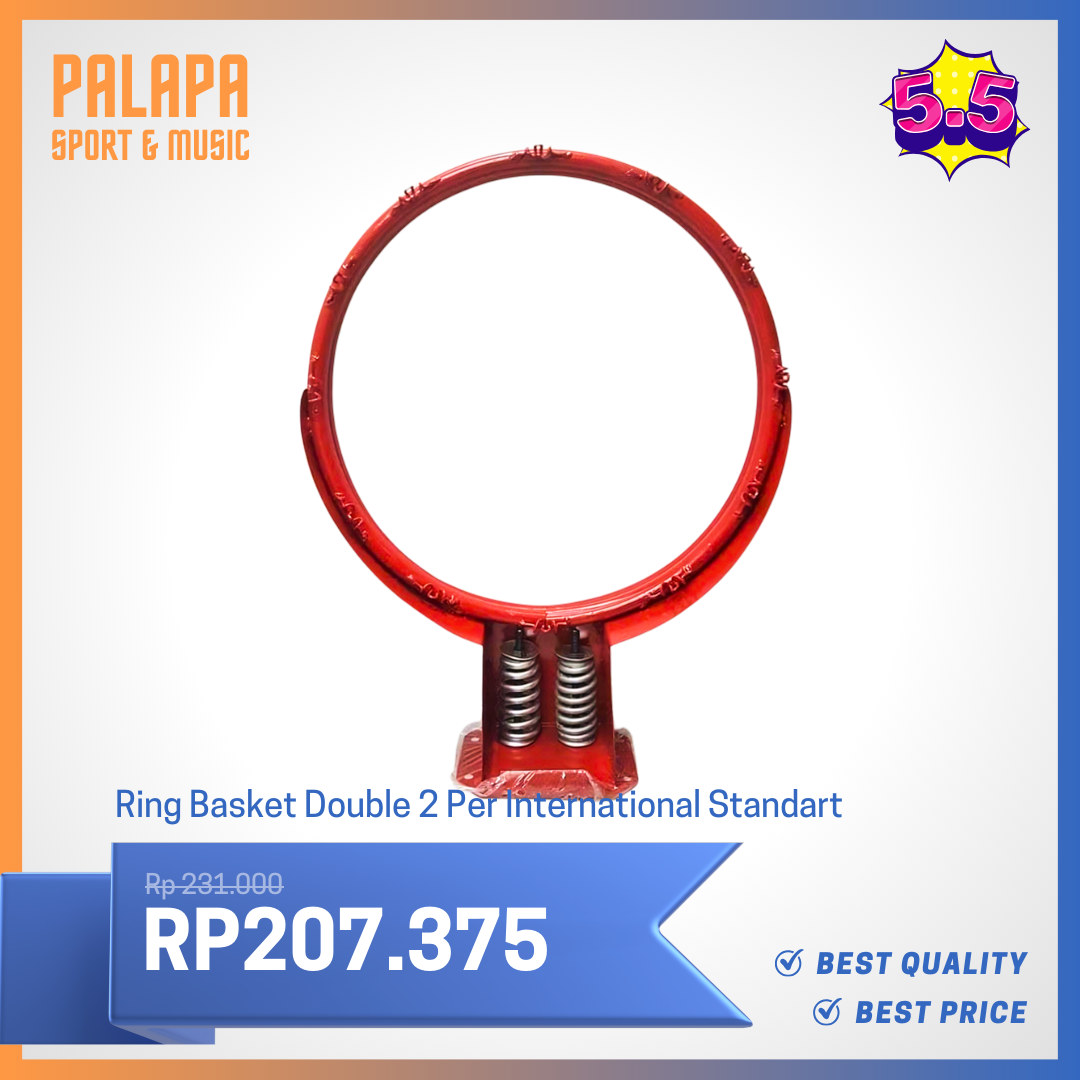 PALAPA
SPORT & MUSIC
5.5
Ring Basket Double 2 Per International Standart
Rp 231.000
RP207.375
BEST QUALITY
BEST PRICE